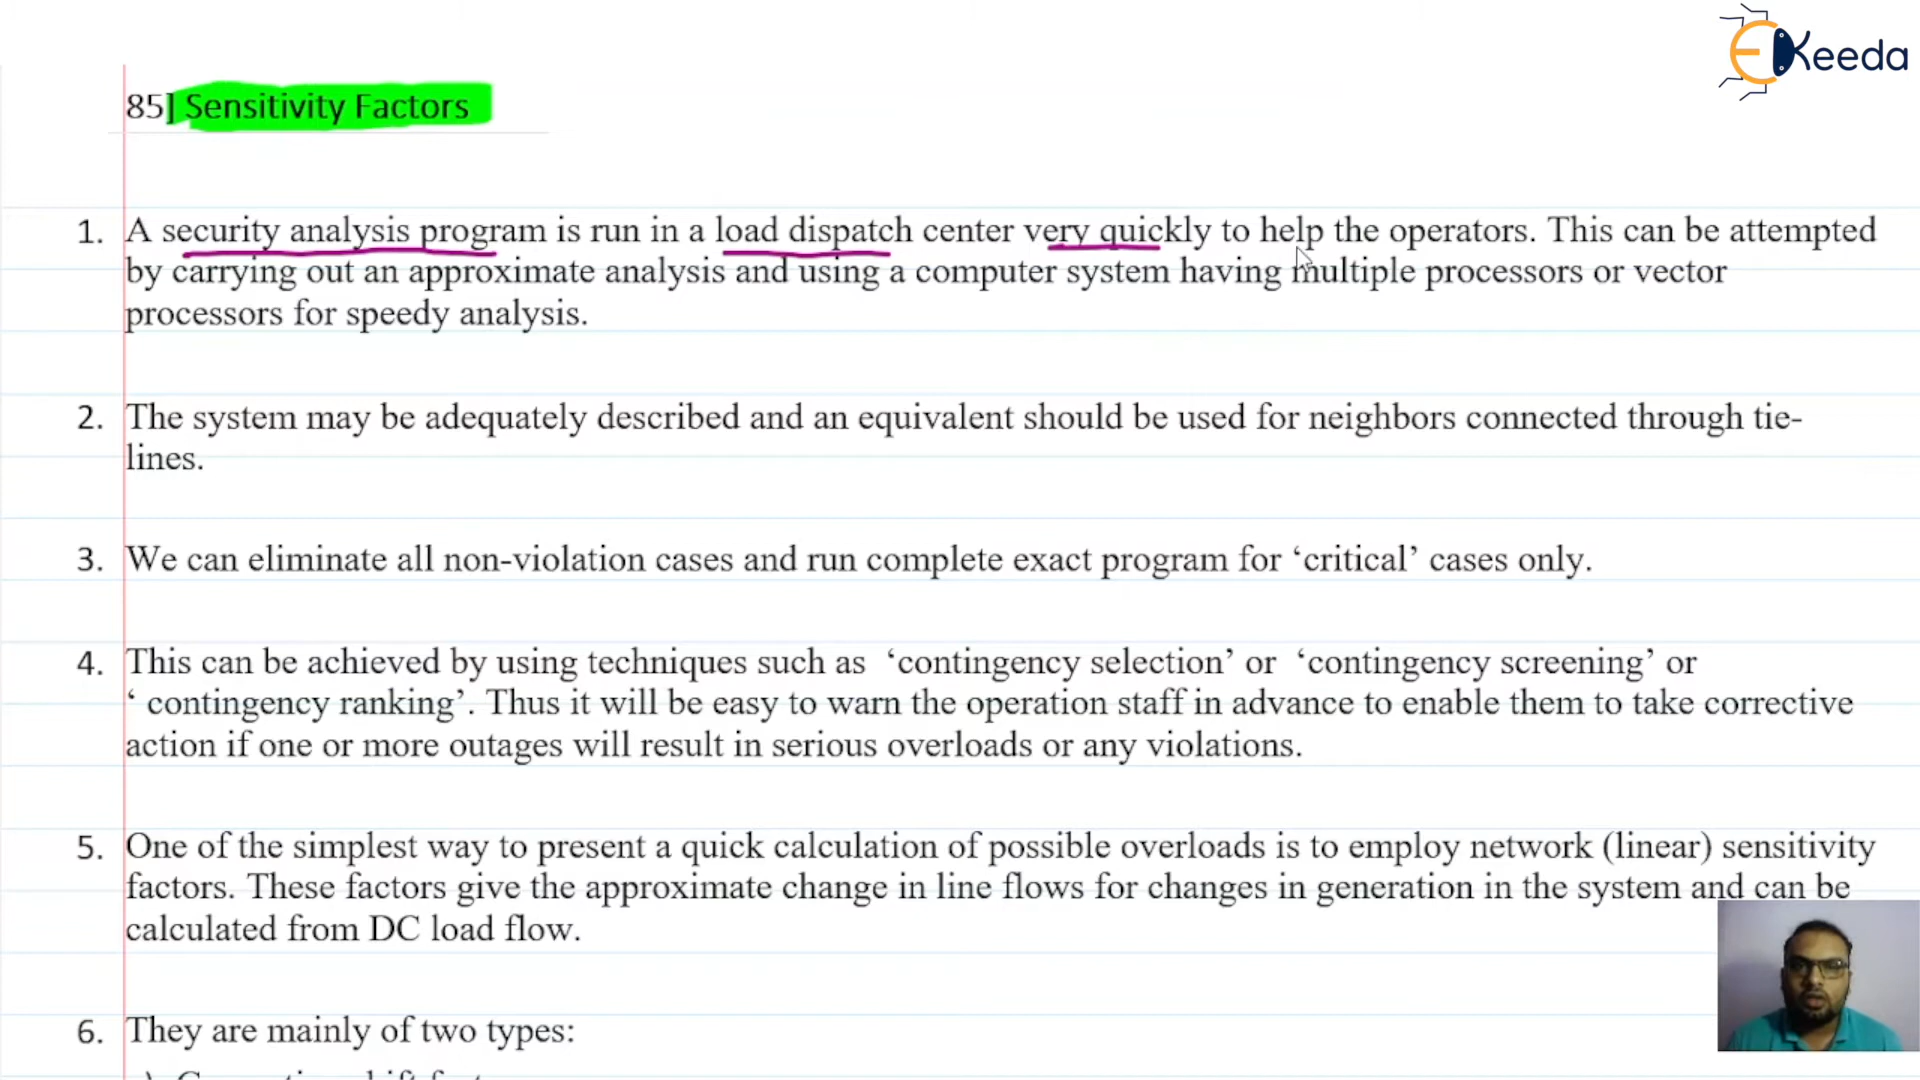 EKeeda
85] Sensitivity Factors
1. A security analysis program is run in a load dispatch center very quickly to help the operators. This can be attempted
by carrying out an approximate analysis and using a computer system having multiple processors or vector
processors for speedy analysis.
2. The system may be adequately described and an equivalent should be used for neighbors connected through tie-
lines.
3. We can eliminate all non-violation cases and run complete exact program for ‘critical’ cases only.
4. This can be achieved by using techniques such as ‘contingency selection’ or ‘contingency screening’ or
‘ contingency ranking’. Thus it will be easy to warn the operation staff in advance to enable them to take corrective
action if one or more outages will result in serious overloads or any violations.
5. One of the simplest way to present a quick calculation of possible overloads is to employ network (linear) sensitivity
factors. These factors give the approximate change in line flows for changes in generation in the system and can be
calculated from DC load flow.
6. They are mainly of two types: